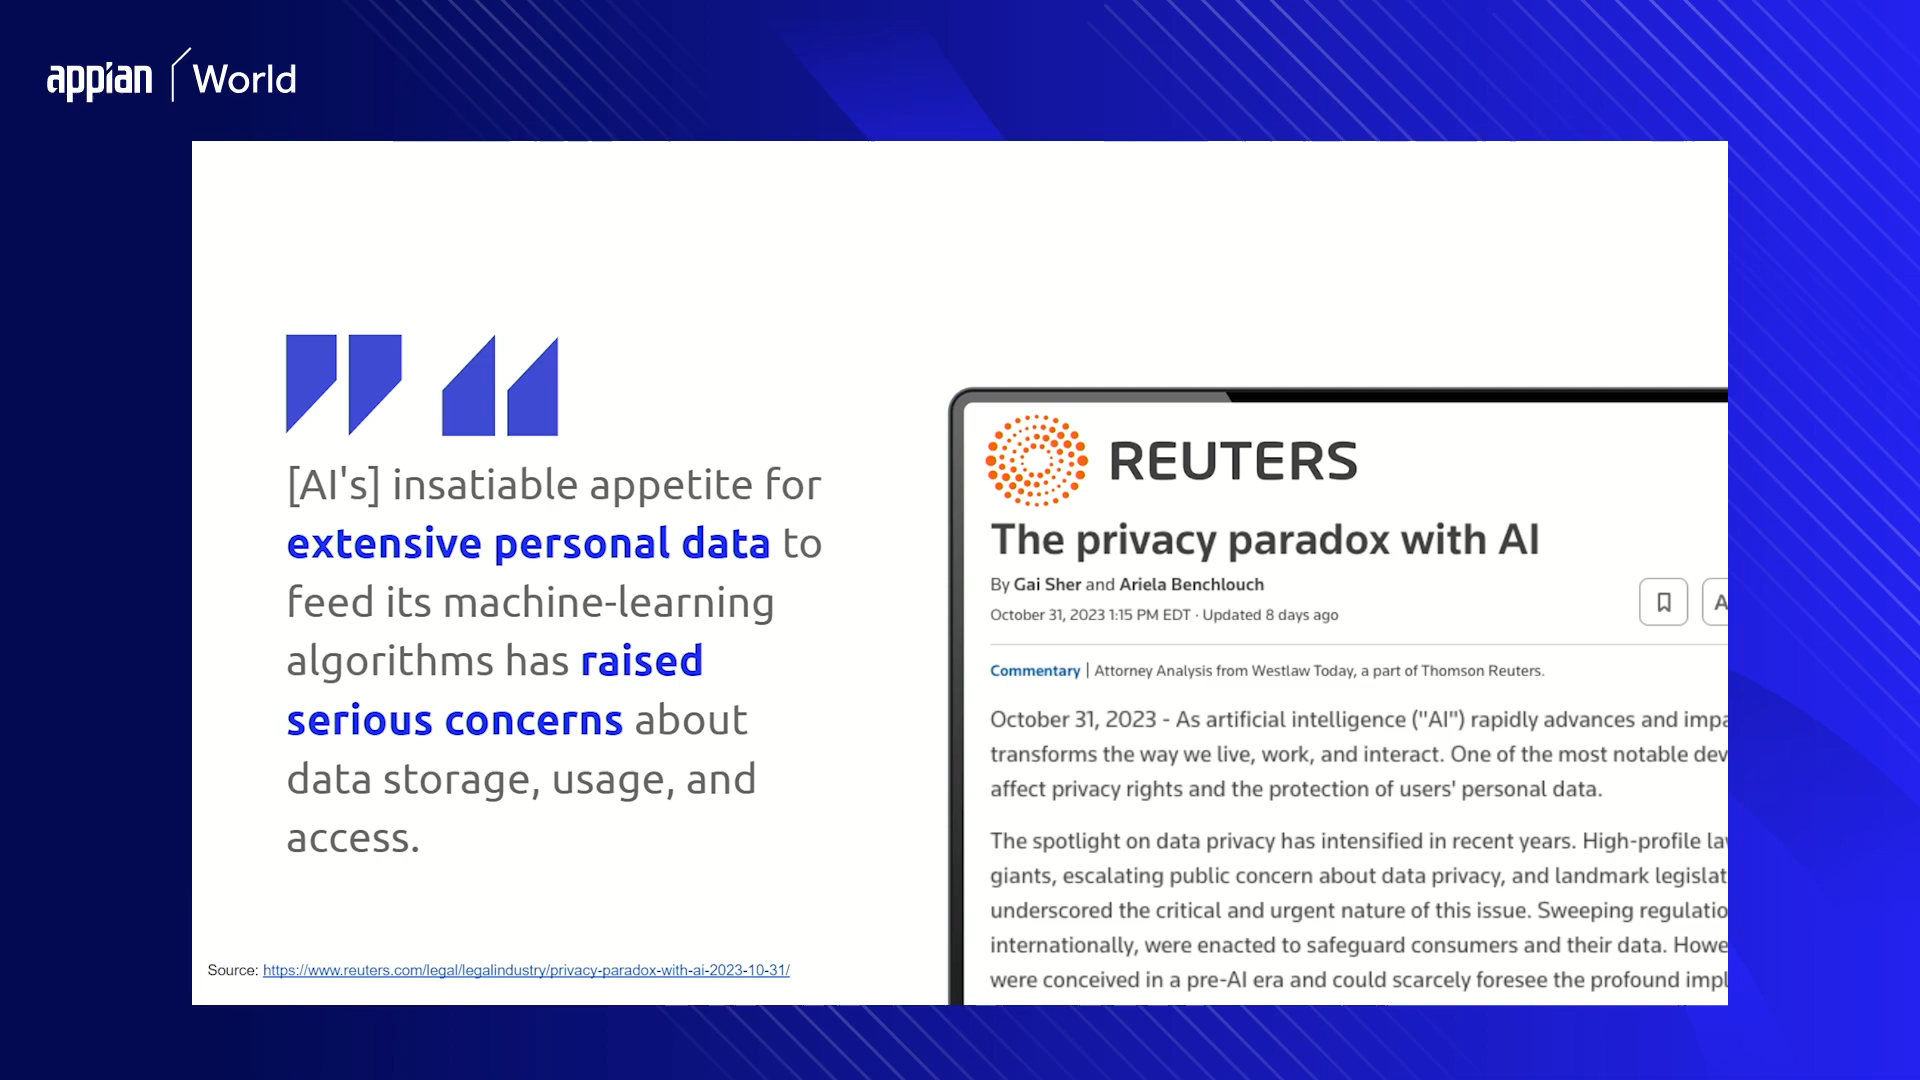 appian World
[AI's] insatiable appetite for
extensive personal data to
feed its machine-learning
algorithms has raised
serious concerns about
data storage, usage, and
access.
Source: https://www.reuters.com/legal/legalindustry/privacy-paradox-with-ai-2023-10-31/
REUTERS
The privacy paradox with AI
By Gai Sher and Ariela Benchlouch
October 31, 2023 1:15 PM EDT · Updated 8 days ago
A
Commentary | Attorney Analysis from Westlaw Today, a part of Thomson Reuters.
October 31, 2023 - As artificial intelligence ("AI") rapidly advances and impa
transforms the way we live, work, and interact. One of the most notable dev
affect privacy rights and the protection of users' personal data.
The spotlight on data privacy has intensified in recent years. High-profile la
giants, escalating public concern about data privacy, and landmark legislat
underscored the critical and urgent nature of this issue. Sweeping regulatio
internationally, were enacted to safeguard consumers and their data. Howe
were conceived in a pre-AI era and could scarcely foresee the profound impl